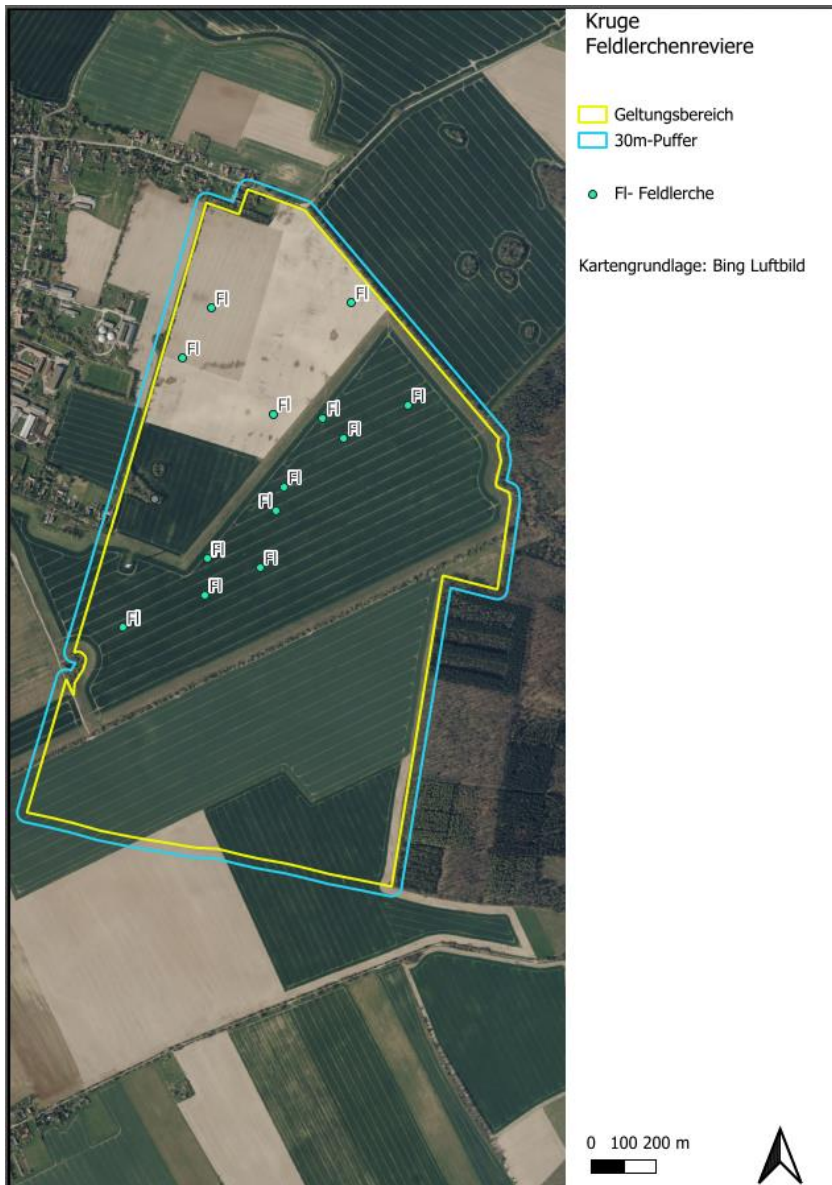 Kruge
Feldlerchenreviere
Geltungsbereich
30m-Puffer
Fl- Feldlerche
Kartengrundlage: Bing Luftbild
Fl
Fl
Fl
Fl
Fl
Fl
Fl
Fl
Fl
Fl
Fl
Fl
Fl
0 100 200 m